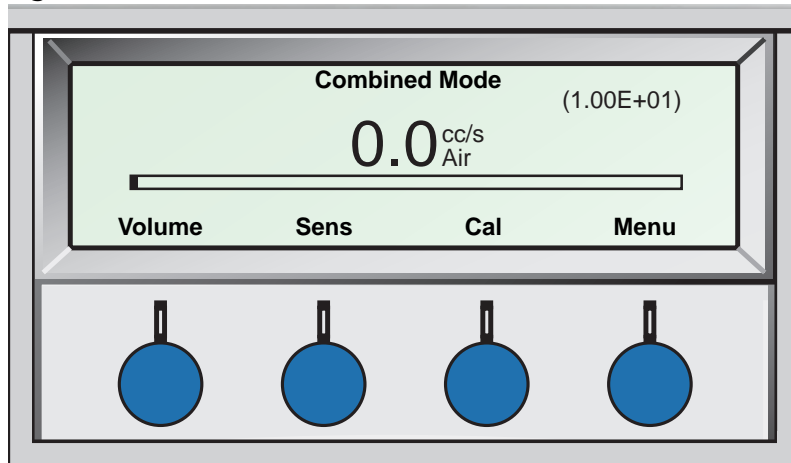 Combined Mode
(1.00E+01)
0.0 cc/s
Air
Volume Sens Cal Menu